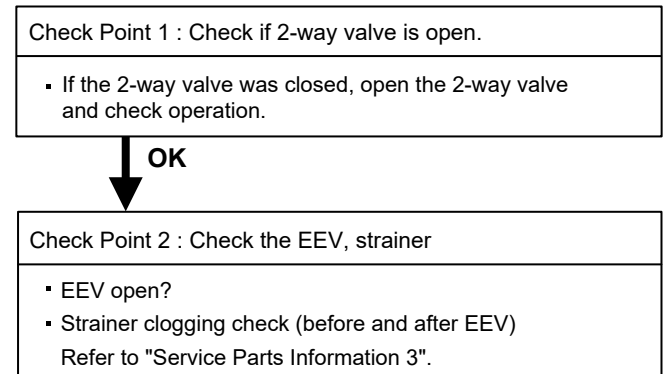 Check Point 1 : Check if 2-way valve is open.
▪ If the 2-way valve was closed, open the 2-way valve
and check operation.
OK
Check Point 2 : Check the EEV, strainer
▪ EEV open?
▪ Strainer clogging check (before and after EEV)
Refer to "Service Parts Information 3".